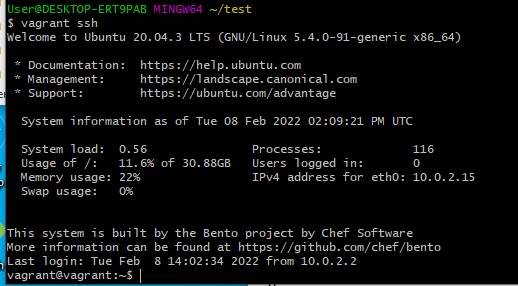 User@DESKTOP-ERT9PAB MINGW64 ~/test
$ vagrant ssh
Welcome to Ubuntu 20.04.3 LTS (GNU/Linux 5.4.0-91-generic x86_64)
* Documentation:  https://help.ubuntu.com
* Management:     https://landscape.canonical.com
* Support:        https://ubuntu.com/advantage
System information as of Tue 08 Feb 2022 02:09:21 PM UTC
System load:  0.56               Processes:             116
Usage of /:   11.6% of 30.88GB   Users logged in:       0
Memory usage: 22%                IPv4 address for eth0: 10.0.2.15
Swap usage:   0%
This system is built by the Bento project by Chef Software
More information can be found at https://github.com/chef/bento
Last login: Tue Feb  8 14:02:34 2022 from 10.0.2.2
vagrant@vagrant:~$